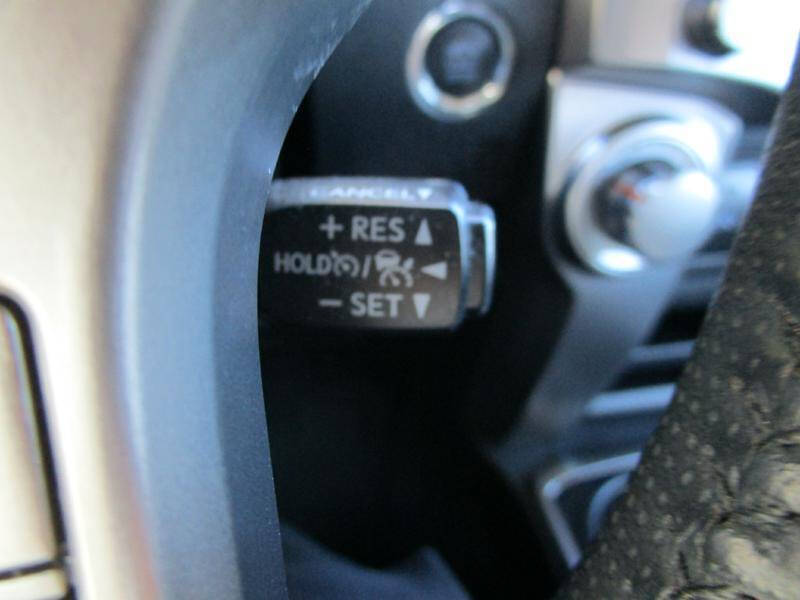 CANCEL▼
+ RES ▲
HOLD / ◀
− SET ▼